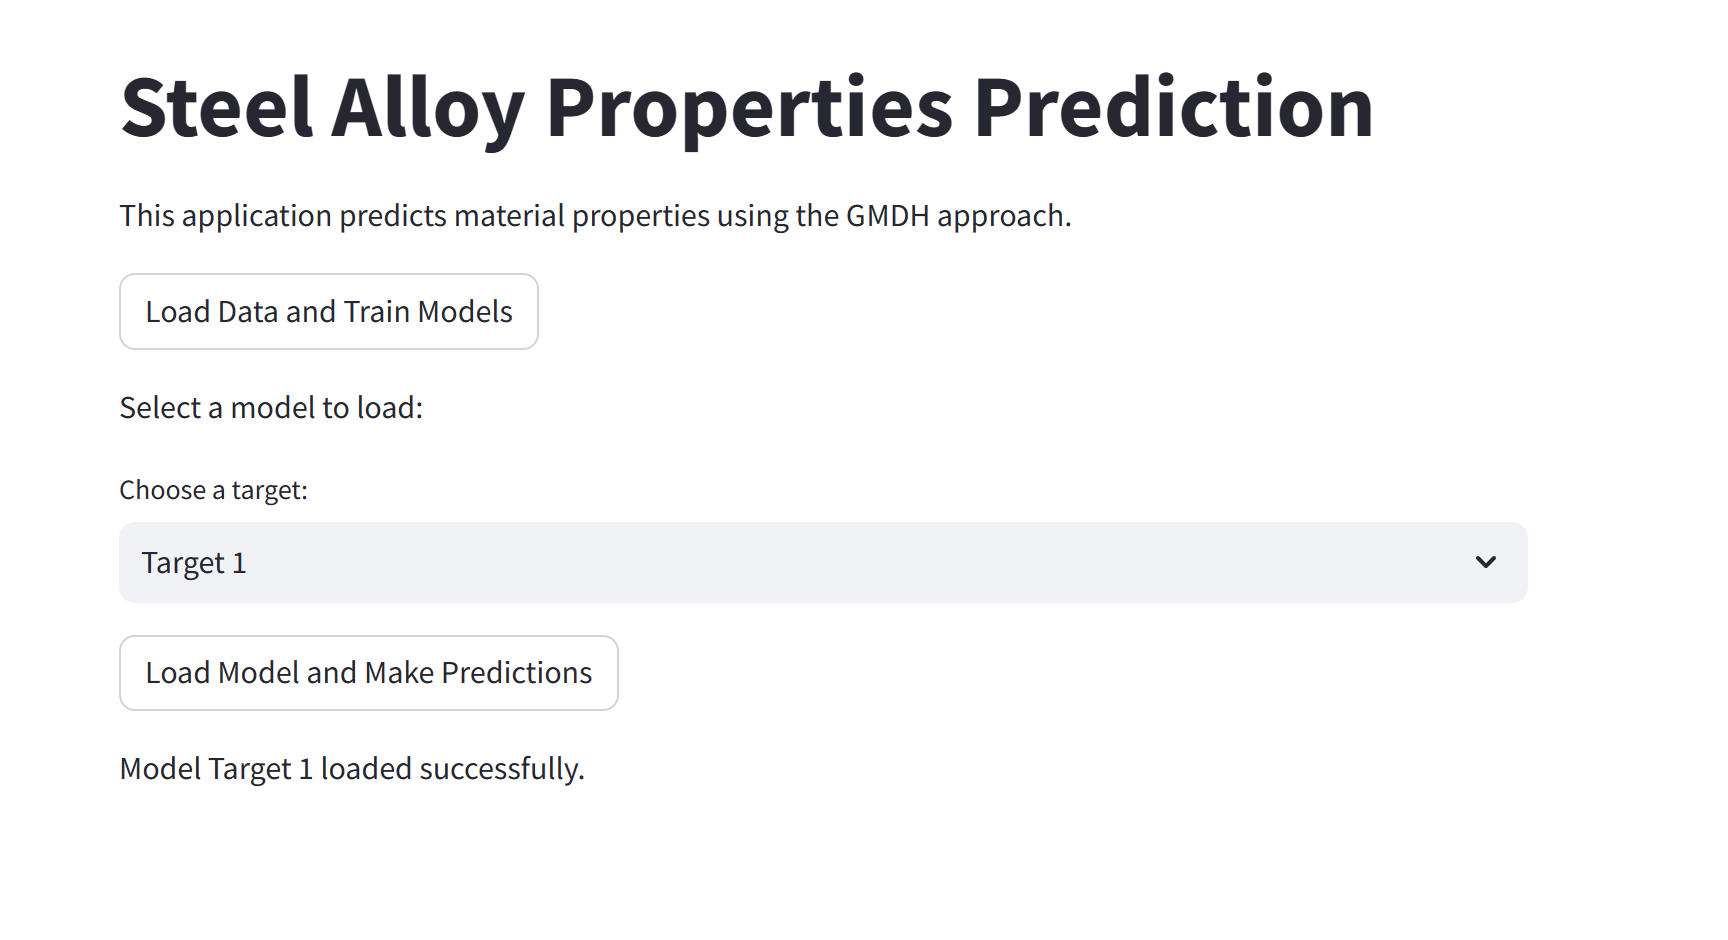 Steel Alloy Properties Prediction
This application predicts material properties using the GMDH approach.
Load Data and Train Models
Select a model to load:
Choose a target:
Target 1
Load Model and Make Predictions
Model Target 1 loaded successfully.